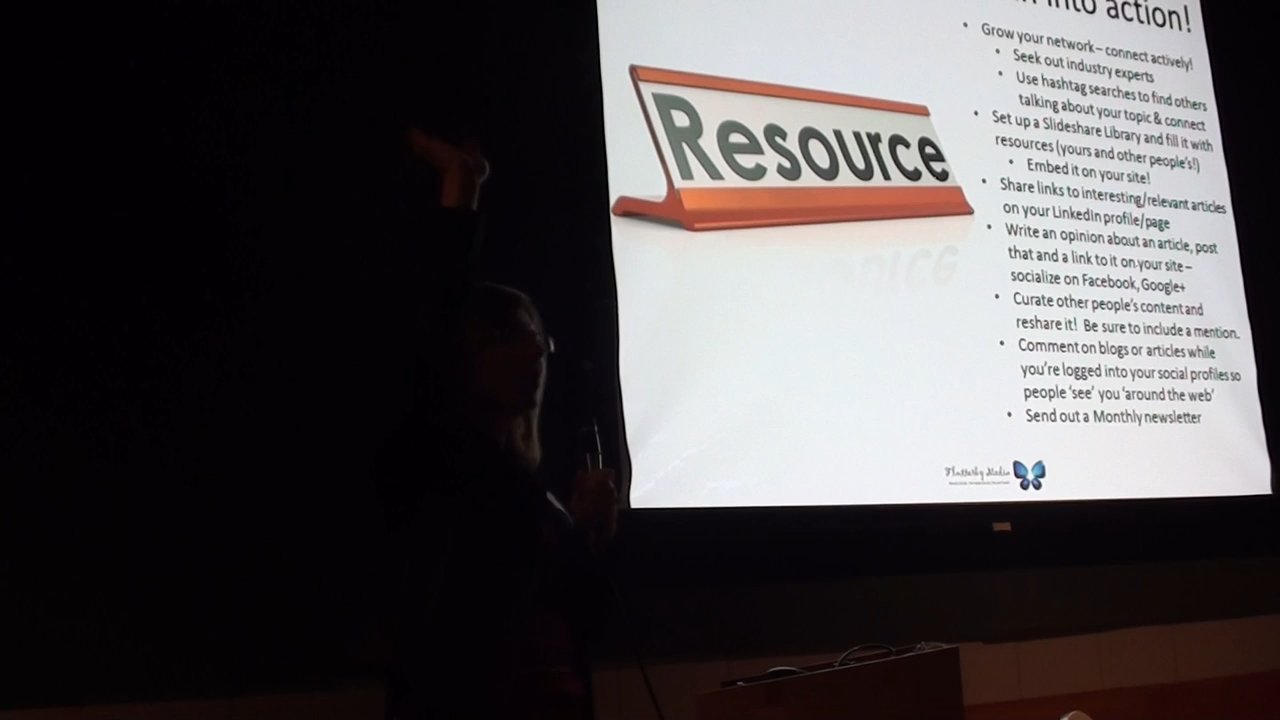 into action!
Resource
• Grow your network – connect actively!
• Seek out industry experts
• Use hashtag searches to find others
talking about your topic & connect
• Set up a Slideshare Library and fill it with
resources (yours and other people's!)
• Embed it on your site!
• Share links to interesting/relevant articles
on your LinkedIn profile/page
• Write an opinion about an article, post
that and a link to it on your site –
socialize on Facebook, Google+
• Curate other people's content and
reshare it! Be sure to include a mention.
• Comment on blogs or articles while
you're logged into your social profiles so
people 'see' you 'around the web'
• Send out a Monthly newsletter
Flutterby Media